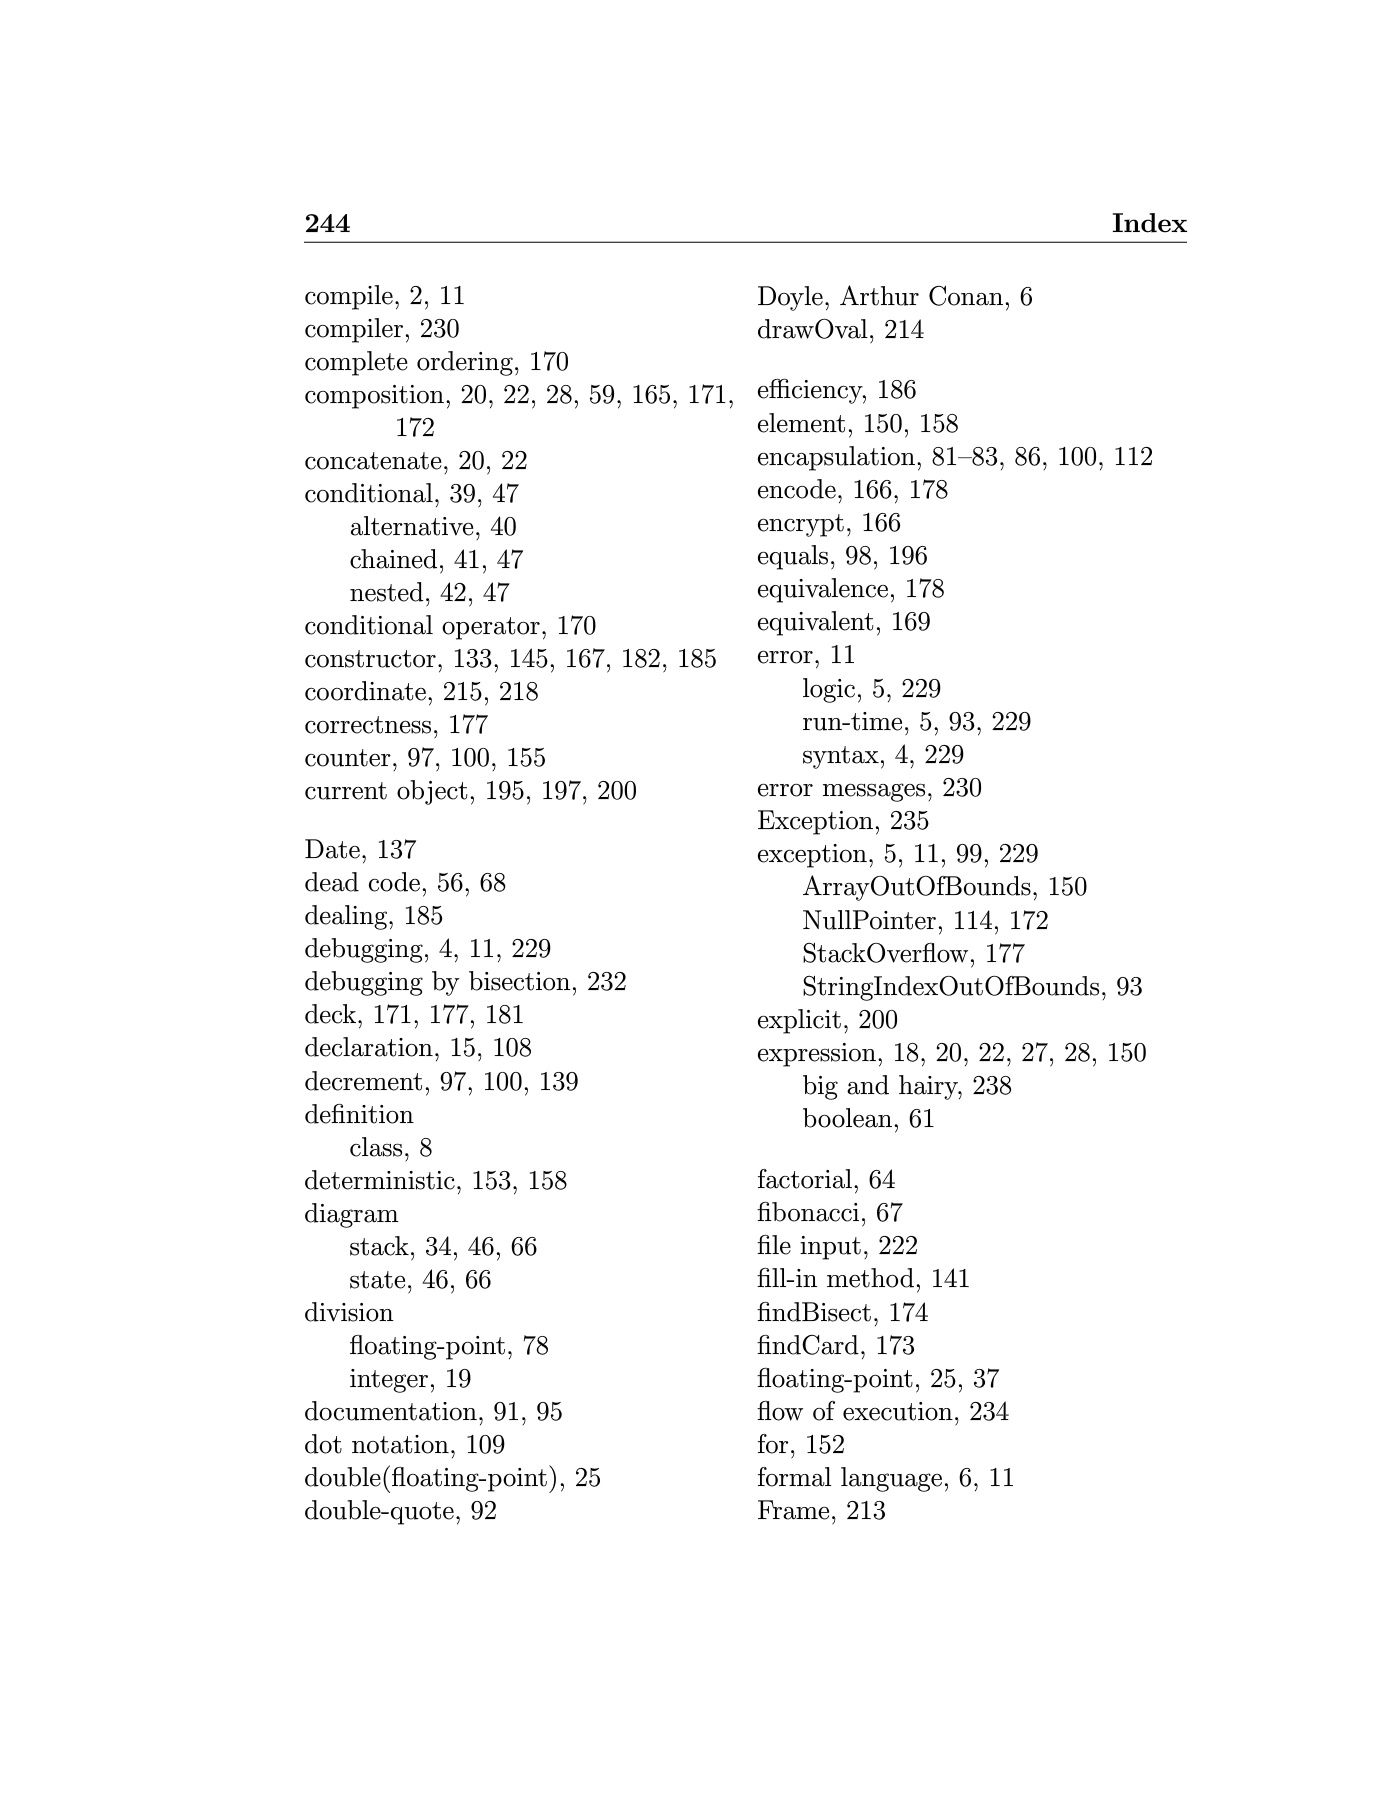 244 Index
compile, 2, 11
compiler, 230
complete ordering, 170
composition, 20, 22, 28, 59, 165, 171,
172
concatenate, 20, 22
conditional, 39, 47
alternative, 40
chained, 41, 47
nested, 42, 47
conditional operator, 170
constructor, 133, 145, 167, 182, 185
coordinate, 215, 218
correctness, 177
counter, 97, 100, 155
current object, 195, 197, 200
Date, 137
dead code, 56, 68
dealing, 185
debugging, 4, 11, 229
debugging by bisection, 232
deck, 171, 177, 181
declaration, 15, 108
decrement, 97, 100, 139
definition
class, 8
deterministic, 153, 158
diagram
stack, 34, 46, 66
state, 46, 66
division
floating-point, 78
integer, 19
documentation, 91, 95
dot notation, 109
double(floating-point), 25
double-quote, 92
Doyle, Arthur Conan, 6
drawOval, 214
efficiency, 186
element, 150, 158
encapsulation, 81–83, 86, 100, 112
encode, 166, 178
encrypt, 166
equals, 98, 196
equivalence, 178
equivalent, 169
error, 11
logic, 5, 229
run-time, 5, 93, 229
syntax, 4, 229
error messages, 230
Exception, 235
exception, 5, 11, 99, 229
ArrayOutOfBounds, 150
NullPointer, 114, 172
StackOverflow, 177
StringIndexOutOfBounds, 93
explicit, 200
expression, 18, 20, 22, 27, 28, 150
big and hairy, 238
boolean, 61
factorial, 64
fibonacci, 67
file input, 222
fill-in method, 141
findBisect, 174
findCard, 173
floating-point, 25, 37
flow of execution, 234
for, 152
formal language, 6, 11
Frame, 213